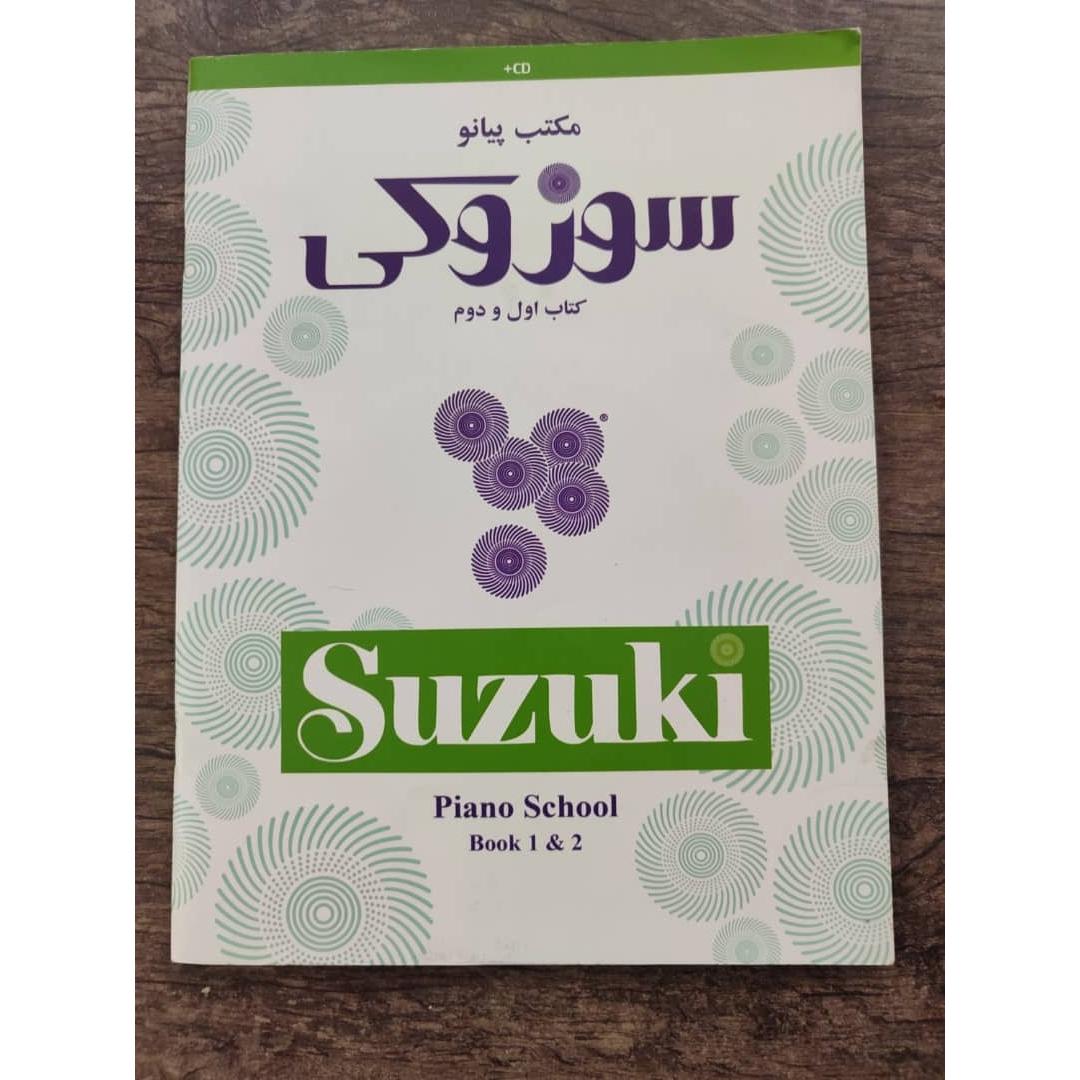 +CD
مکتب پیانو
سوزوکی
کتاب اول و دوم
®
Suzuki
Piano School
Book 1 & 2